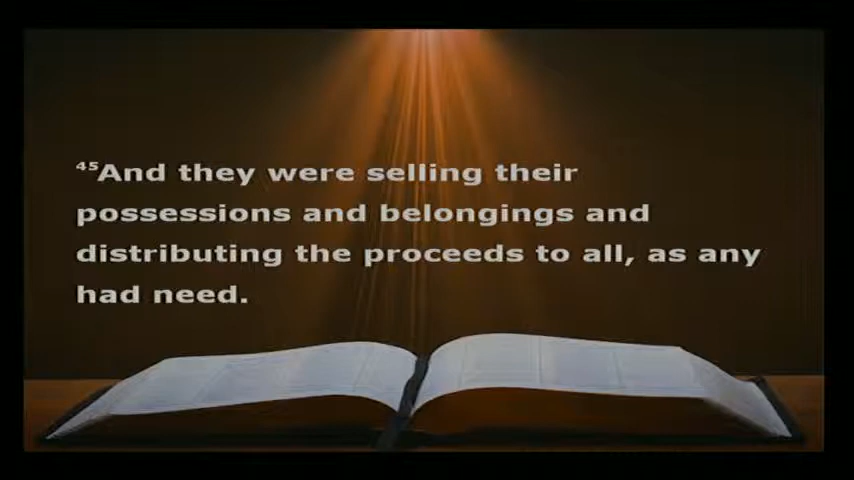 ⁴⁵And they were selling their
possessions and belongings and
distributing the proceeds to all, as any
had need.